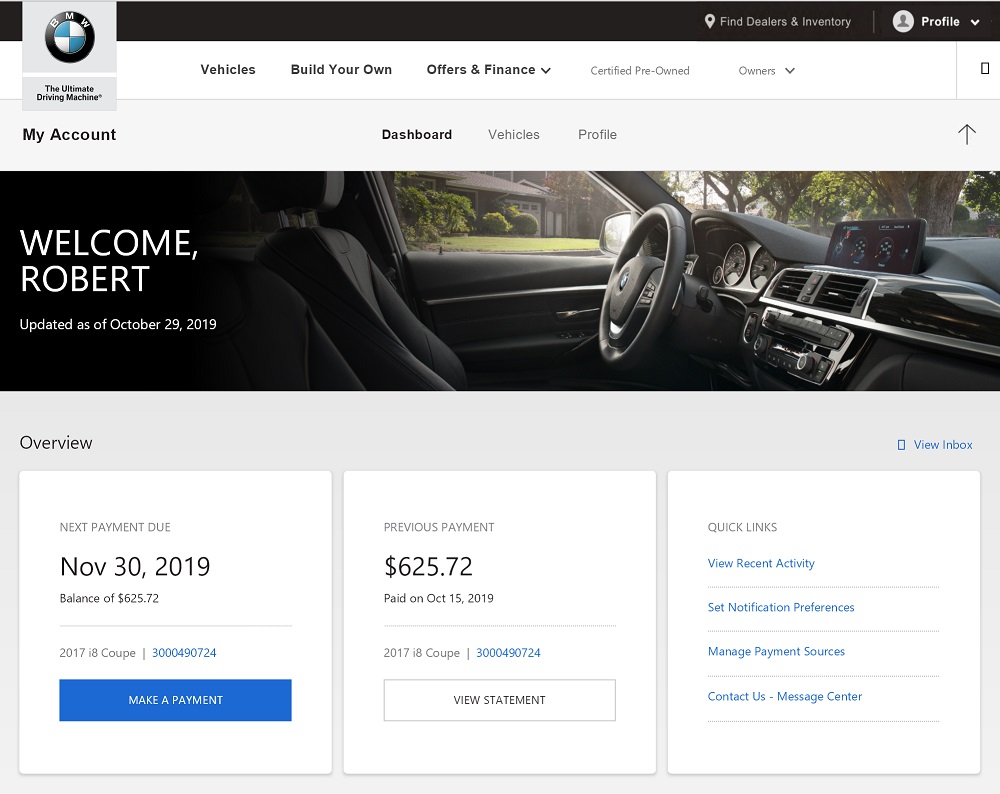 BMW
The Ultimate
Driving Machine®
Find Dealers & Inventory
Profile
Vehicles
Build Your Own
Offers & Finance
Certified Pre-Owned
Owners
My Account
Dashboard
Vehicles
Profile
WELCOME,
ROBERT
Updated as of October 29, 2019
Overview
View Inbox
NEXT PAYMENT DUE
Nov 30, 2019
Balance of $625.72
2017 i8 Coupe | 3000490724
MAKE A PAYMENT
PREVIOUS PAYMENT
$625.72
Paid on Oct 15, 2019
2017 i8 Coupe | 3000490724
VIEW STATEMENT
QUICK LINKS
View Recent Activity
Set Notification Preferences
Manage Payment Sources
Contact Us - Message Center